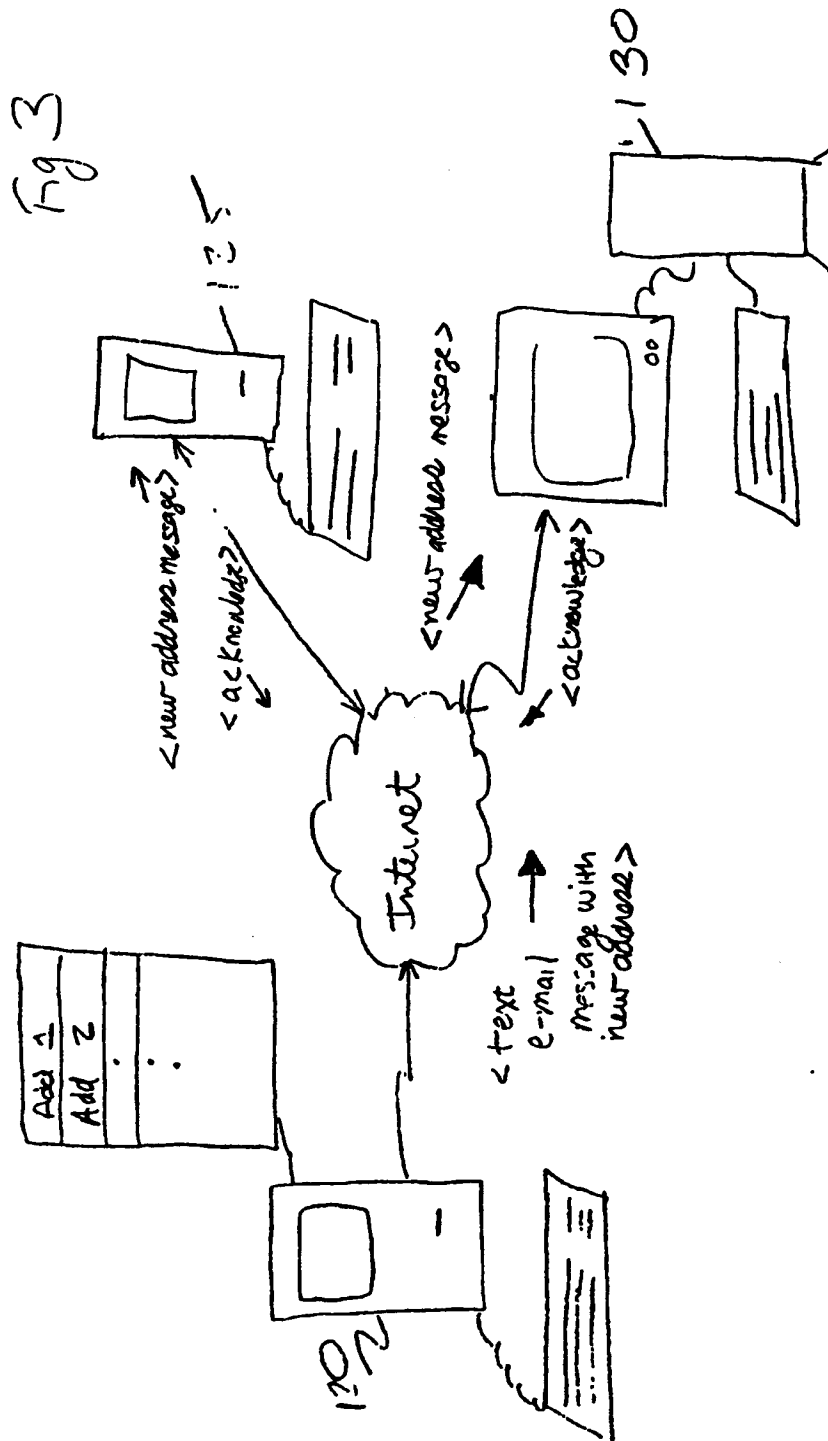 Fig 3
Add 1
Add 2
120
Internet
<text
e-mail
message with
new address>
<new address message>
<acknowledge>
125
<new address message>
<acknowledge>
130